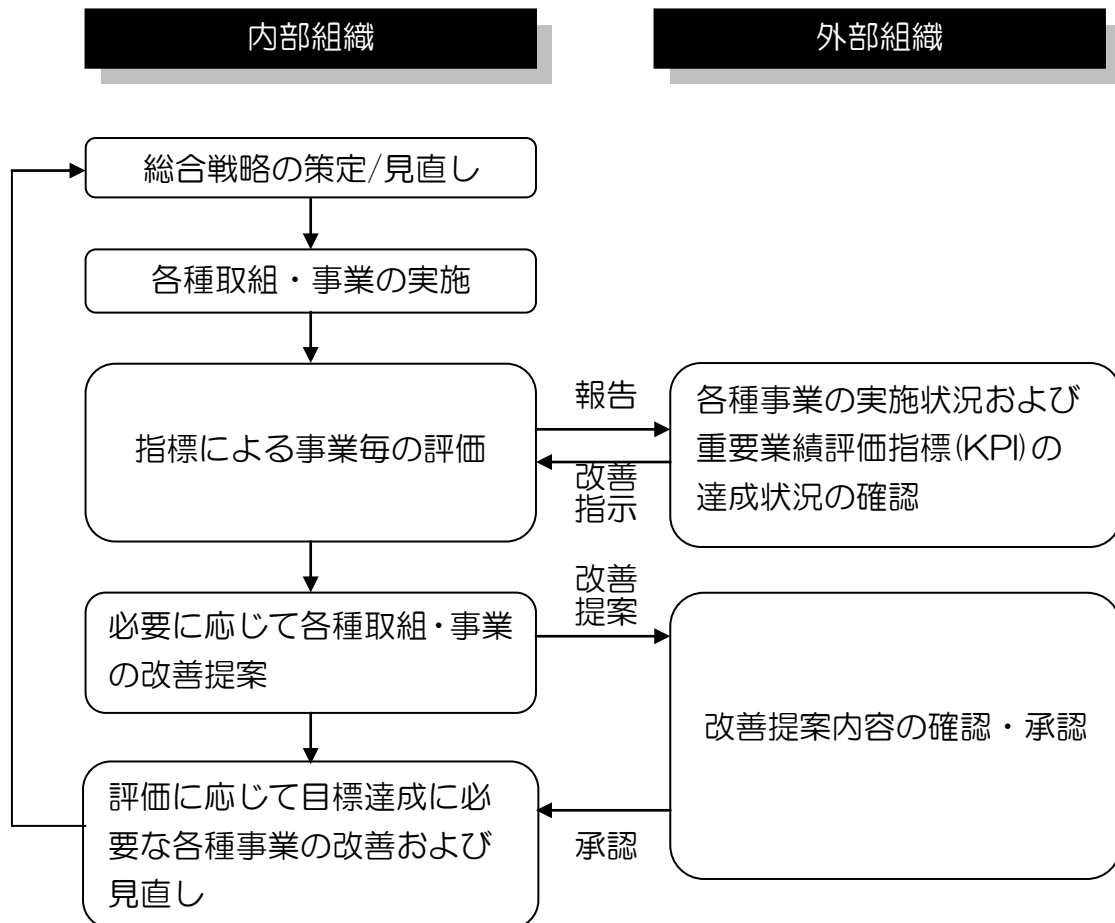 内部組織
外部組織
総合戦略の策定/見直し
各種取組・事業の実施
指標による事業毎の評価
報告
改善
指示
各種事業の実施状況および
重要業績評価指標(KPI)の
達成状況の確認
必要に応じて各種取組・事業
の改善提案
改善
提案
改善提案内容の確認・承認
評価に応じて目標達成に必
要な各種事業の改善および
見直し
承認